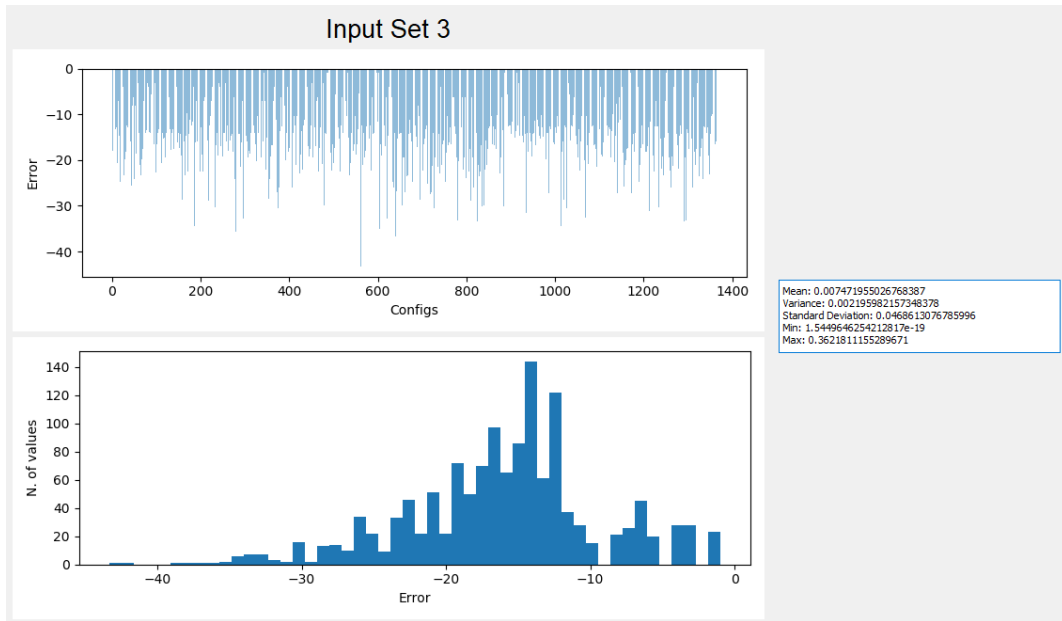 Input Set 3
0
−10
−20
−30
−40
Error
0 200 400 600 800 1000 1200 1400
Configs
Mean: 0.007471955026768387
Variance: 0.002195982157348378
Standard Deviation: 0.0468613076785996
Min: 1.5449646254212817e-19
Max: 0.3621811155289671
140
120
100
80
60
40
20
0
N. of values
−40 −30 −20 −10 0
Error